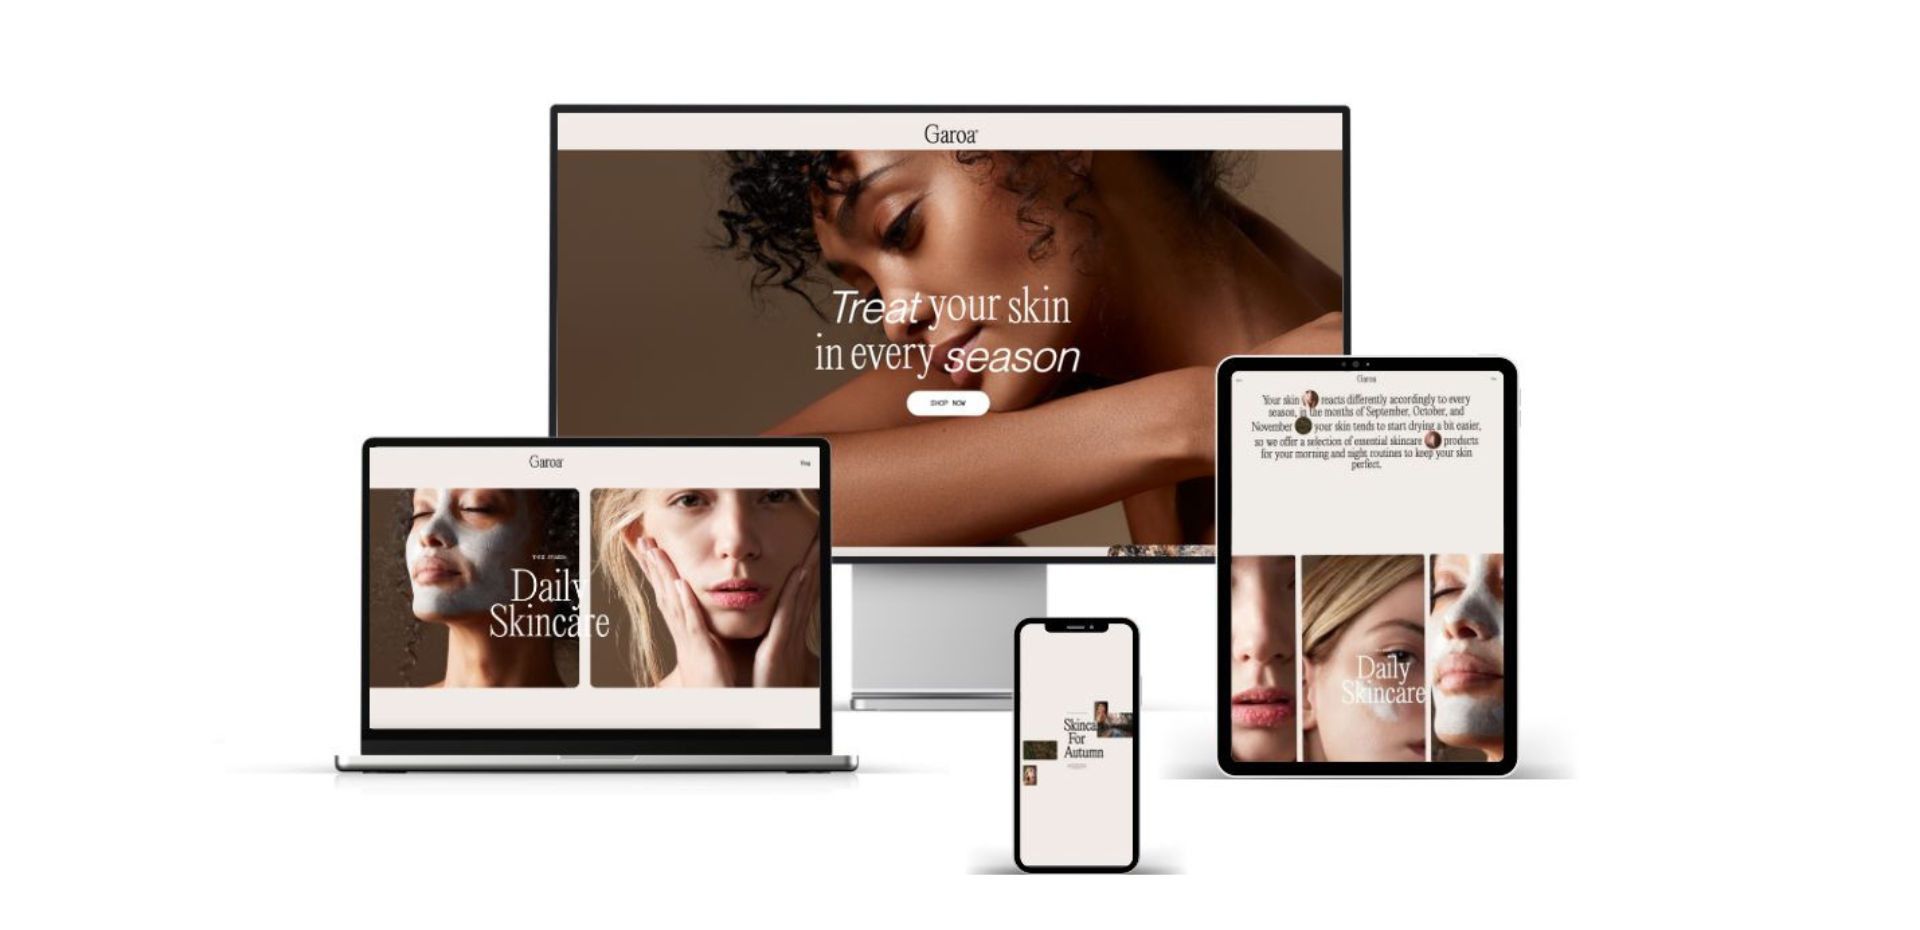 Garoa
Treat your skin
in every season
SHOP NOW
Garoa
Blog
Daily
Skincare
Skinca
For
Autumn
Garoa
Your skin reacts differently accordingly to every
season, in the months of September, October, and
November your skin tends to start drying a bit easier,
so we offer a selection of essential skincare products
for your morning and night routines to keep your skin
perfect.
Daily
Skincare